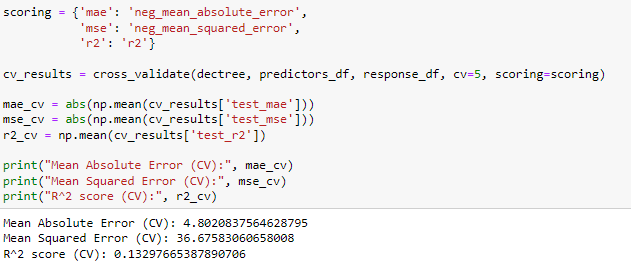 scoring = {'mae': 'neg_mean_absolute_error',
           'mse': 'neg_mean_squared_error',
           'r2': 'r2'}
cv_results = cross_validate(dectree, predictors_df, response_df, cv=5, scoring=scoring)
mae_cv = abs(np.mean(cv_results['test_mae']))
mse_cv = abs(np.mean(cv_results['test_mse']))
r2_cv = np.mean(cv_results['test_r2'])
print("Mean Absolute Error (CV):", mae_cv)
print("Mean Squared Error (CV):", mse_cv)
print("R^2 score (CV):", r2_cv)
Mean Absolute Error (CV): 4.8020837564628795
Mean Squared Error (CV): 36.67583060658008
R^2 score (CV): 0.13297665387890706